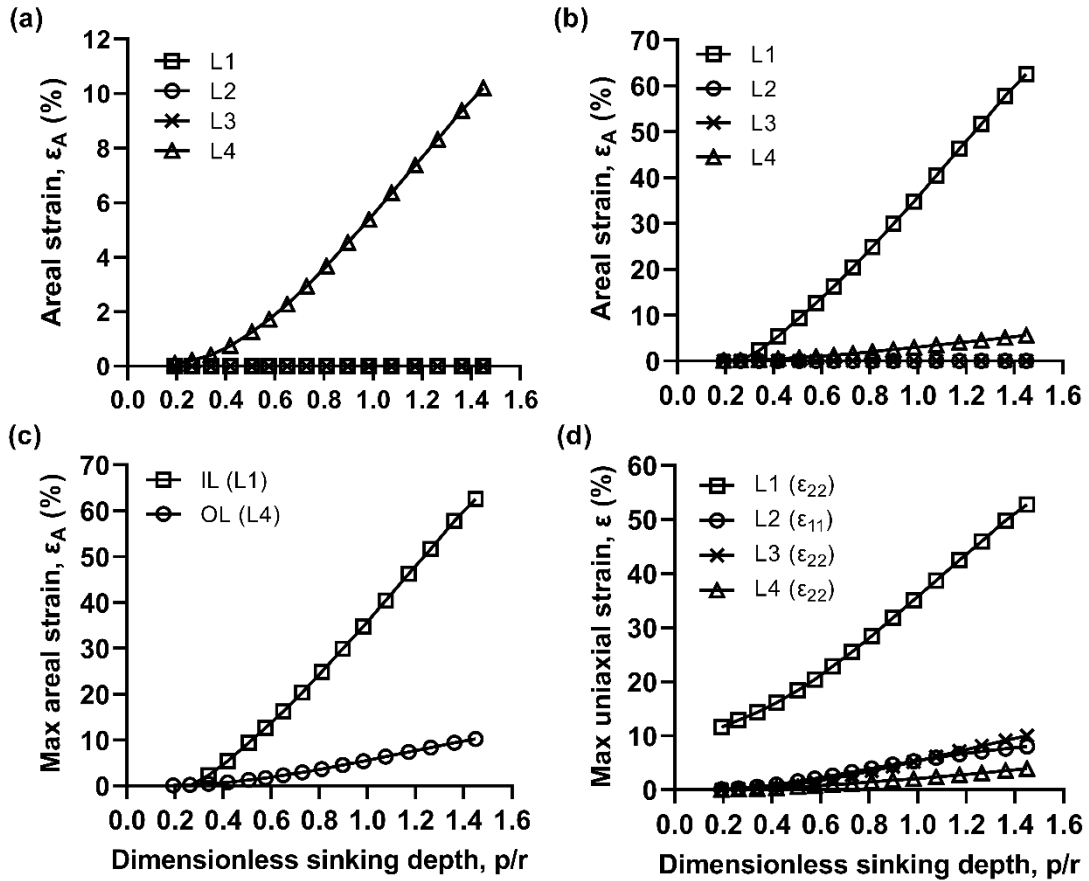 (a)
Areal strain, εA (%)
12
10
8
6
4
2
0
L1
L2
L3
L4
0.0 0.2 0.4 0.6 0.8 1.0 1.2 1.4 1.6
(b)
Areal strain, εA (%)
70
60
50
40
30
20
10
0
L1
L2
L3
L4
0.0 0.2 0.4 0.6 0.8 1.0 1.2 1.4 1.6
(c)
Max areal strain, εA (%)
70
60
50
40
30
20
10
0
IL (L1)
OL (L4)
0.0 0.2 0.4 0.6 0.8 1.0 1.2 1.4 1.6
Dimensionless sinking depth, p/r
(d)
Max uniaxial strain, ε (%)
60
50
40
30
20
10
0
L1 (ε22)
L2 (ε11)
L3 (ε22)
L4 (ε22)
0.0 0.2 0.4 0.6 0.8 1.0 1.2 1.4 1.6
Dimensionless sinking depth, p/r